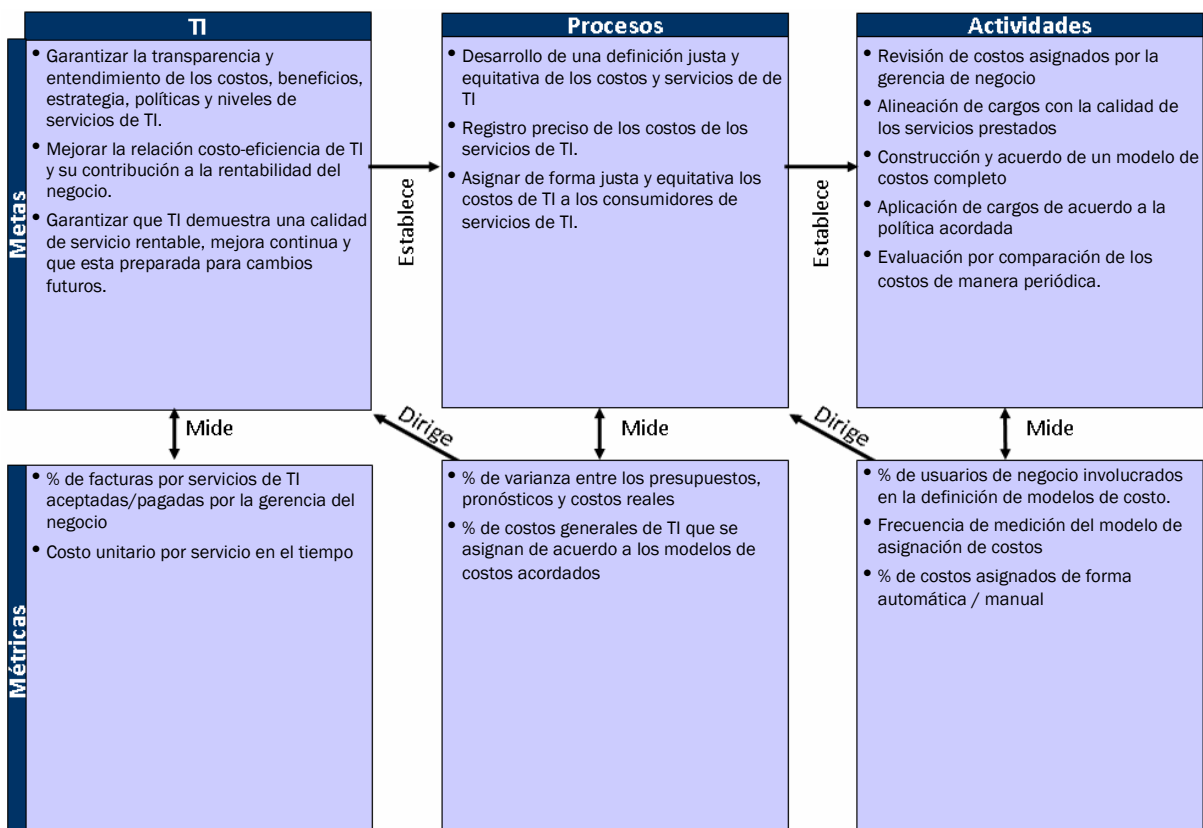 TI
Procesos
Actividades
Metas
• Garantizar la transparencia y
entendimiento de los costos, beneficios,
estrategia, políticas y niveles de
servicios de TI.
• Mejorar la relación costo-eficiencia de TI
y su contribución a la rentabilidad del
negocio.
• Garantizar que TI demuestra una calidad
de servicio rentable, mejora continua y
que esta preparada para cambios
futuros.
Establece
• Desarrollo de una definición justa y
equitativa de los costos y servicios de de
TI
• Registro preciso de los costos de los
servicios de TI.
• Asignar de forma justa y equitativa los
costos de TI a los consumidores de
servicios de TI.
Establece
• Revisión de costos asignados por la
gerencia de negocio
• Alineación de cargos con la calidad de
los servicios prestados
• Construcción y acuerdo de un modelo de
costos completo
• Aplicación de cargos de acuerdo a la
política acordada
• Evaluación por comparación de los
costos de manera periódica.
Mide
Dirige
Mide
Dirige
Mide
Métricas
• % de facturas por servicios de TI
aceptadas/pagadas por la gerencia del
negocio
• Costo unitario por servicio en el tiempo
• % de varianza entre los presupuestos,
pronósticos y costos reales
• % de costos generales de TI que se
asignan de acuerdo a los modelos de
costos acordados
• % de usuarios de negocio involucrados
en la definición de modelos de costo.
• Frecuencia de medición del modelo de
asignación de costos
• % de costos asignados de forma
automática / manual